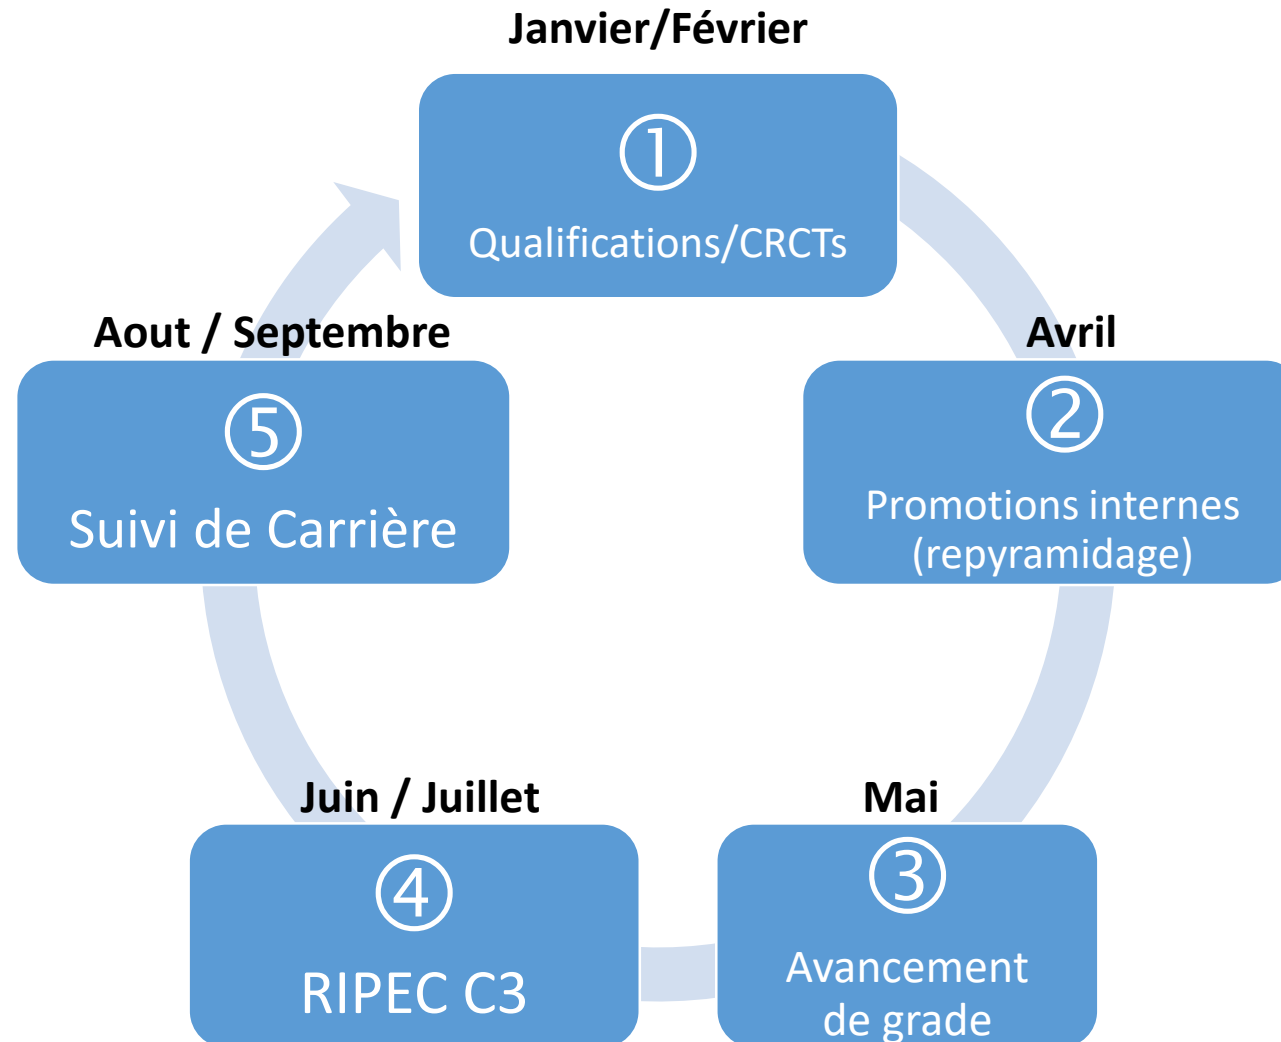 Janvier/Février
①
Qualifications/CRCTs
Avril
②
Promotions internes
(repyramidage)
Mai
③
Avancement
de grade
Juin / Juillet
④
RIPEC C3
Aout / Septembre
⑤
Suivi de Carrière